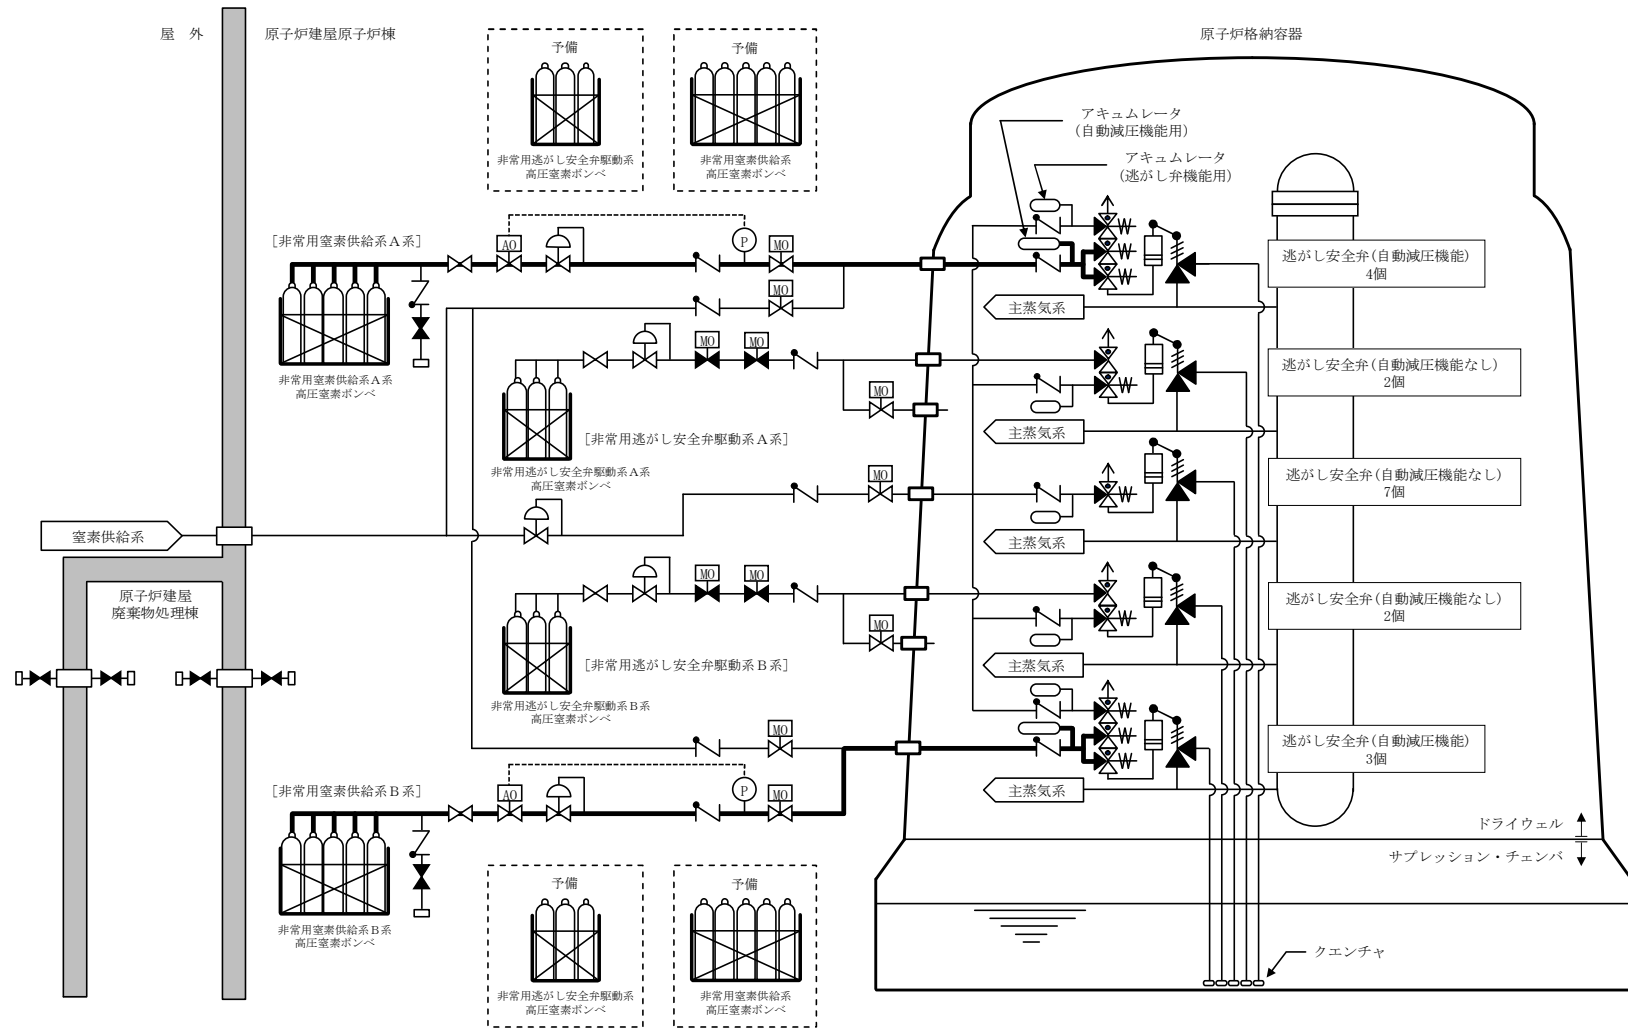 屋 外
原子炉建屋原子炉棟
予備
非常用逃がし安全弁駆動系
高圧窒素ボンベ
予備
非常用窒素供給系
高圧窒素ボンベ
原子炉格納容器
アキュムレータ
(自動減圧機能用)
アキュムレータ
(逃がし弁機能用)
[非常用窒素供給系A系]
AO
P
MO
非常用窒素供給系A系
高圧窒素ボンベ
MO
MO
MO
MO
非常用逃がし安全弁駆動系A系
高圧窒素ボンベ
[非常用逃がし安全弁駆動系A系]
MO
窒素供給系
原子炉建屋
廃棄物処理棟
MO
MO
MO
非常用逃がし安全弁駆動系B系
高圧窒素ボンベ
[非常用逃がし安全弁駆動系B系]
MO
[非常用窒素供給系B系]
AO
P
MO
非常用窒素供給系B系
高圧窒素ボンベ
予備
非常用逃がし安全弁駆動系
高圧窒素ボンベ
予備
非常用窒素供給系
高圧窒素ボンベ
逃がし安全弁(自動減圧機能)
4個
主蒸気系
逃がし安全弁(自動減圧機能なし)
2個
主蒸気系
逃がし安全弁(自動減圧機能なし)
7個
主蒸気系
逃がし安全弁(自動減圧機能なし)
2個
主蒸気系
逃がし安全弁(自動減圧機能)
3個
主蒸気系
ドライウェル
サプレッション・チェンバ
クエンチャ